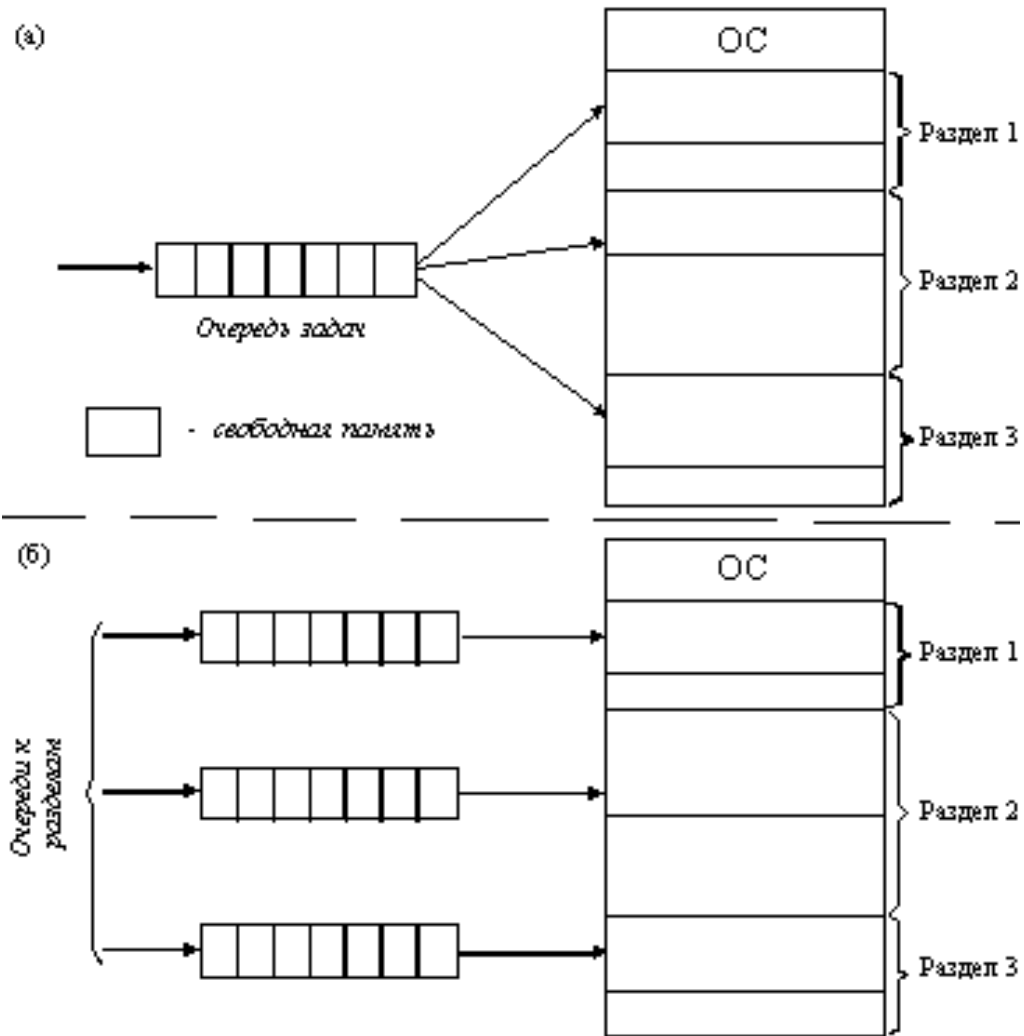 (а)
ОС
Раздел 1
Раздел 2
Очередь задач
- свободная память
Раздел 3
(б)
ОС
Раздел 1
Очереди к
разделам
Раздел 2
Раздел 3